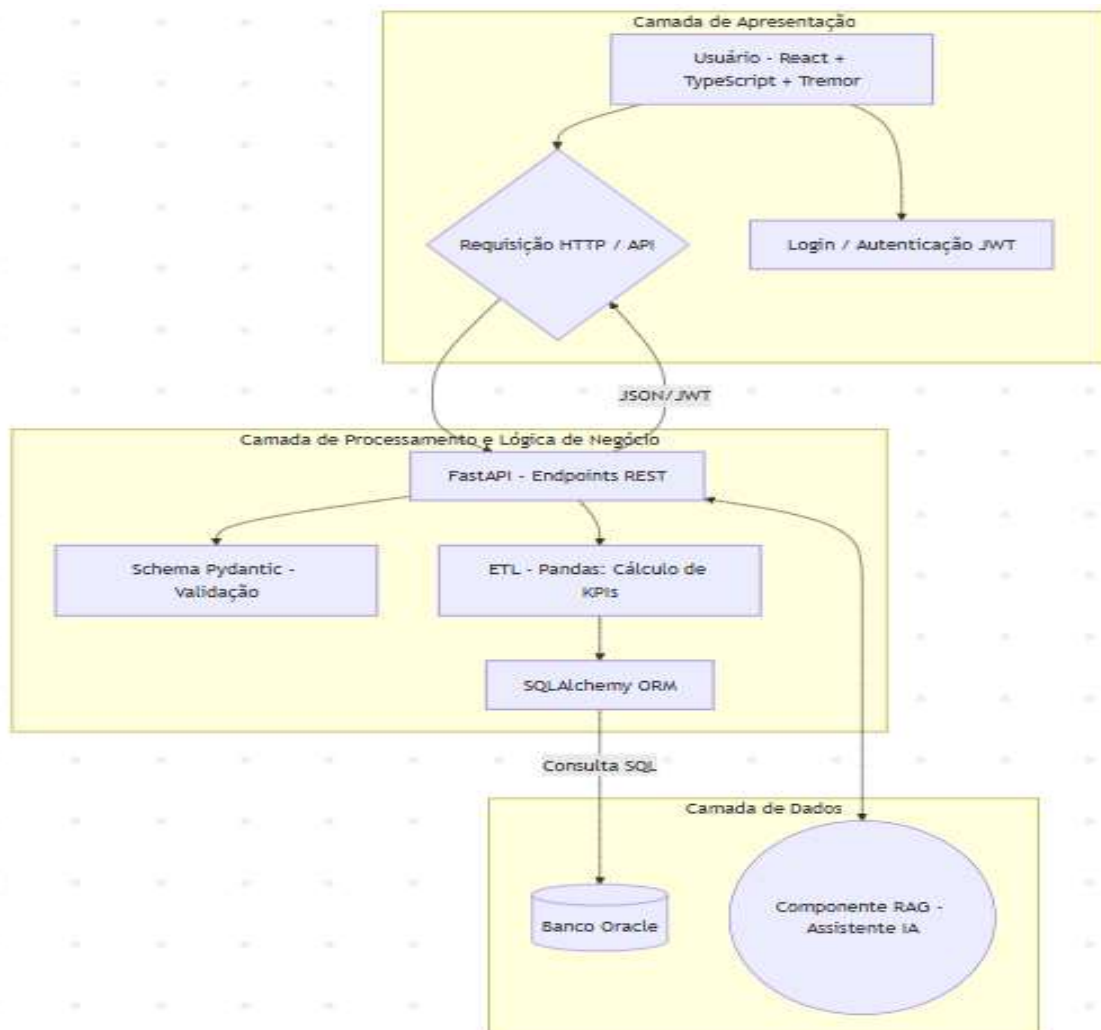 Camada de Apresentação
Usuário - React +
TypeScript + Tremor
Requisição HTTP / API
Login / Autenticação JWT
JSON/JWT
Camada de Processamento e Lógica de Negócio
FastAPI - Endpoints REST
Schema Pydantic -
Validação
ETL - Pandas: Cálculo de
KPIs
SQLAlchemy ORM
Consulta SQL
Camada de Dados
Banco Oracle
Componente RAG -
Assistente IA